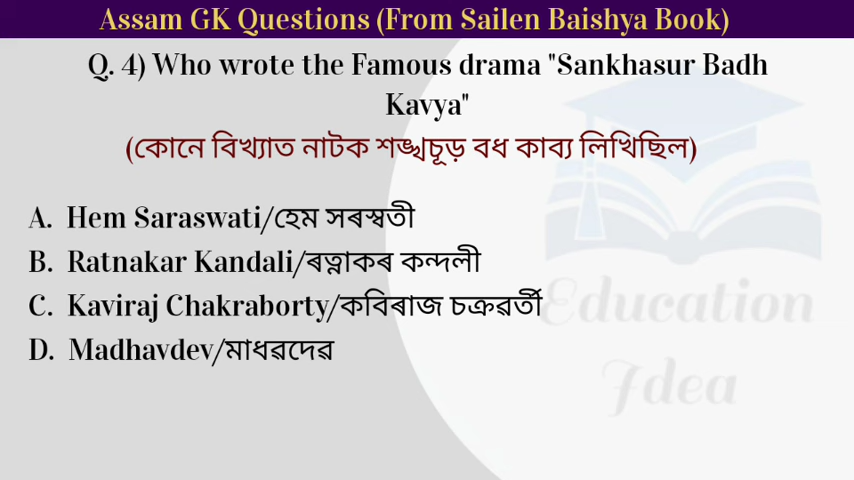 Assam GK Questions (From Sailen Baishya Book)
Q. 4) Who wrote the Famous drama "Sankhasur Badh
Kavya"
(কোনে বিখ্যাত নাটক শঙ্খচূড় বধ কাব্য লিখিছিল)
A. Hem Saraswati/হেম সৰস্বতী
B. Ratnakar Kandali/ৰত্নাকৰ কন্দলী
C. Kaviraj Chakraborty/কবিৰাজ চক্ৰৱৰ্তী
D. Madhavdev/মাধৱদেৱ
Education
Idea